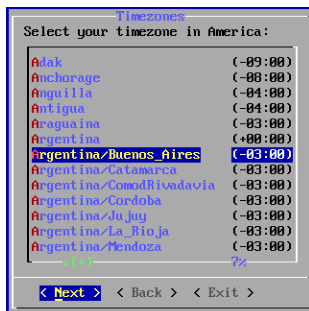 Timezones
Select your timezone in America:
Adak (-09:00)
Anchorage (-08:00)
Anguilla (-04:00)
Antigua (-04:00)
Araguaina (-03:00)
Argentina (+00:00)
Argentina/Buenos_Aires (-03:00)
Argentina/Catamarca (-03:00)
Argentina/ComodRivadavia (-03:00)
Argentina/Cordoba (-03:00)
Argentina/Jujuy (-03:00)
Argentina/La_Rioja (-03:00)
Argentina/Mendoza (-03:00)
↓(+) 7%
< Next > < Back > < Exit >